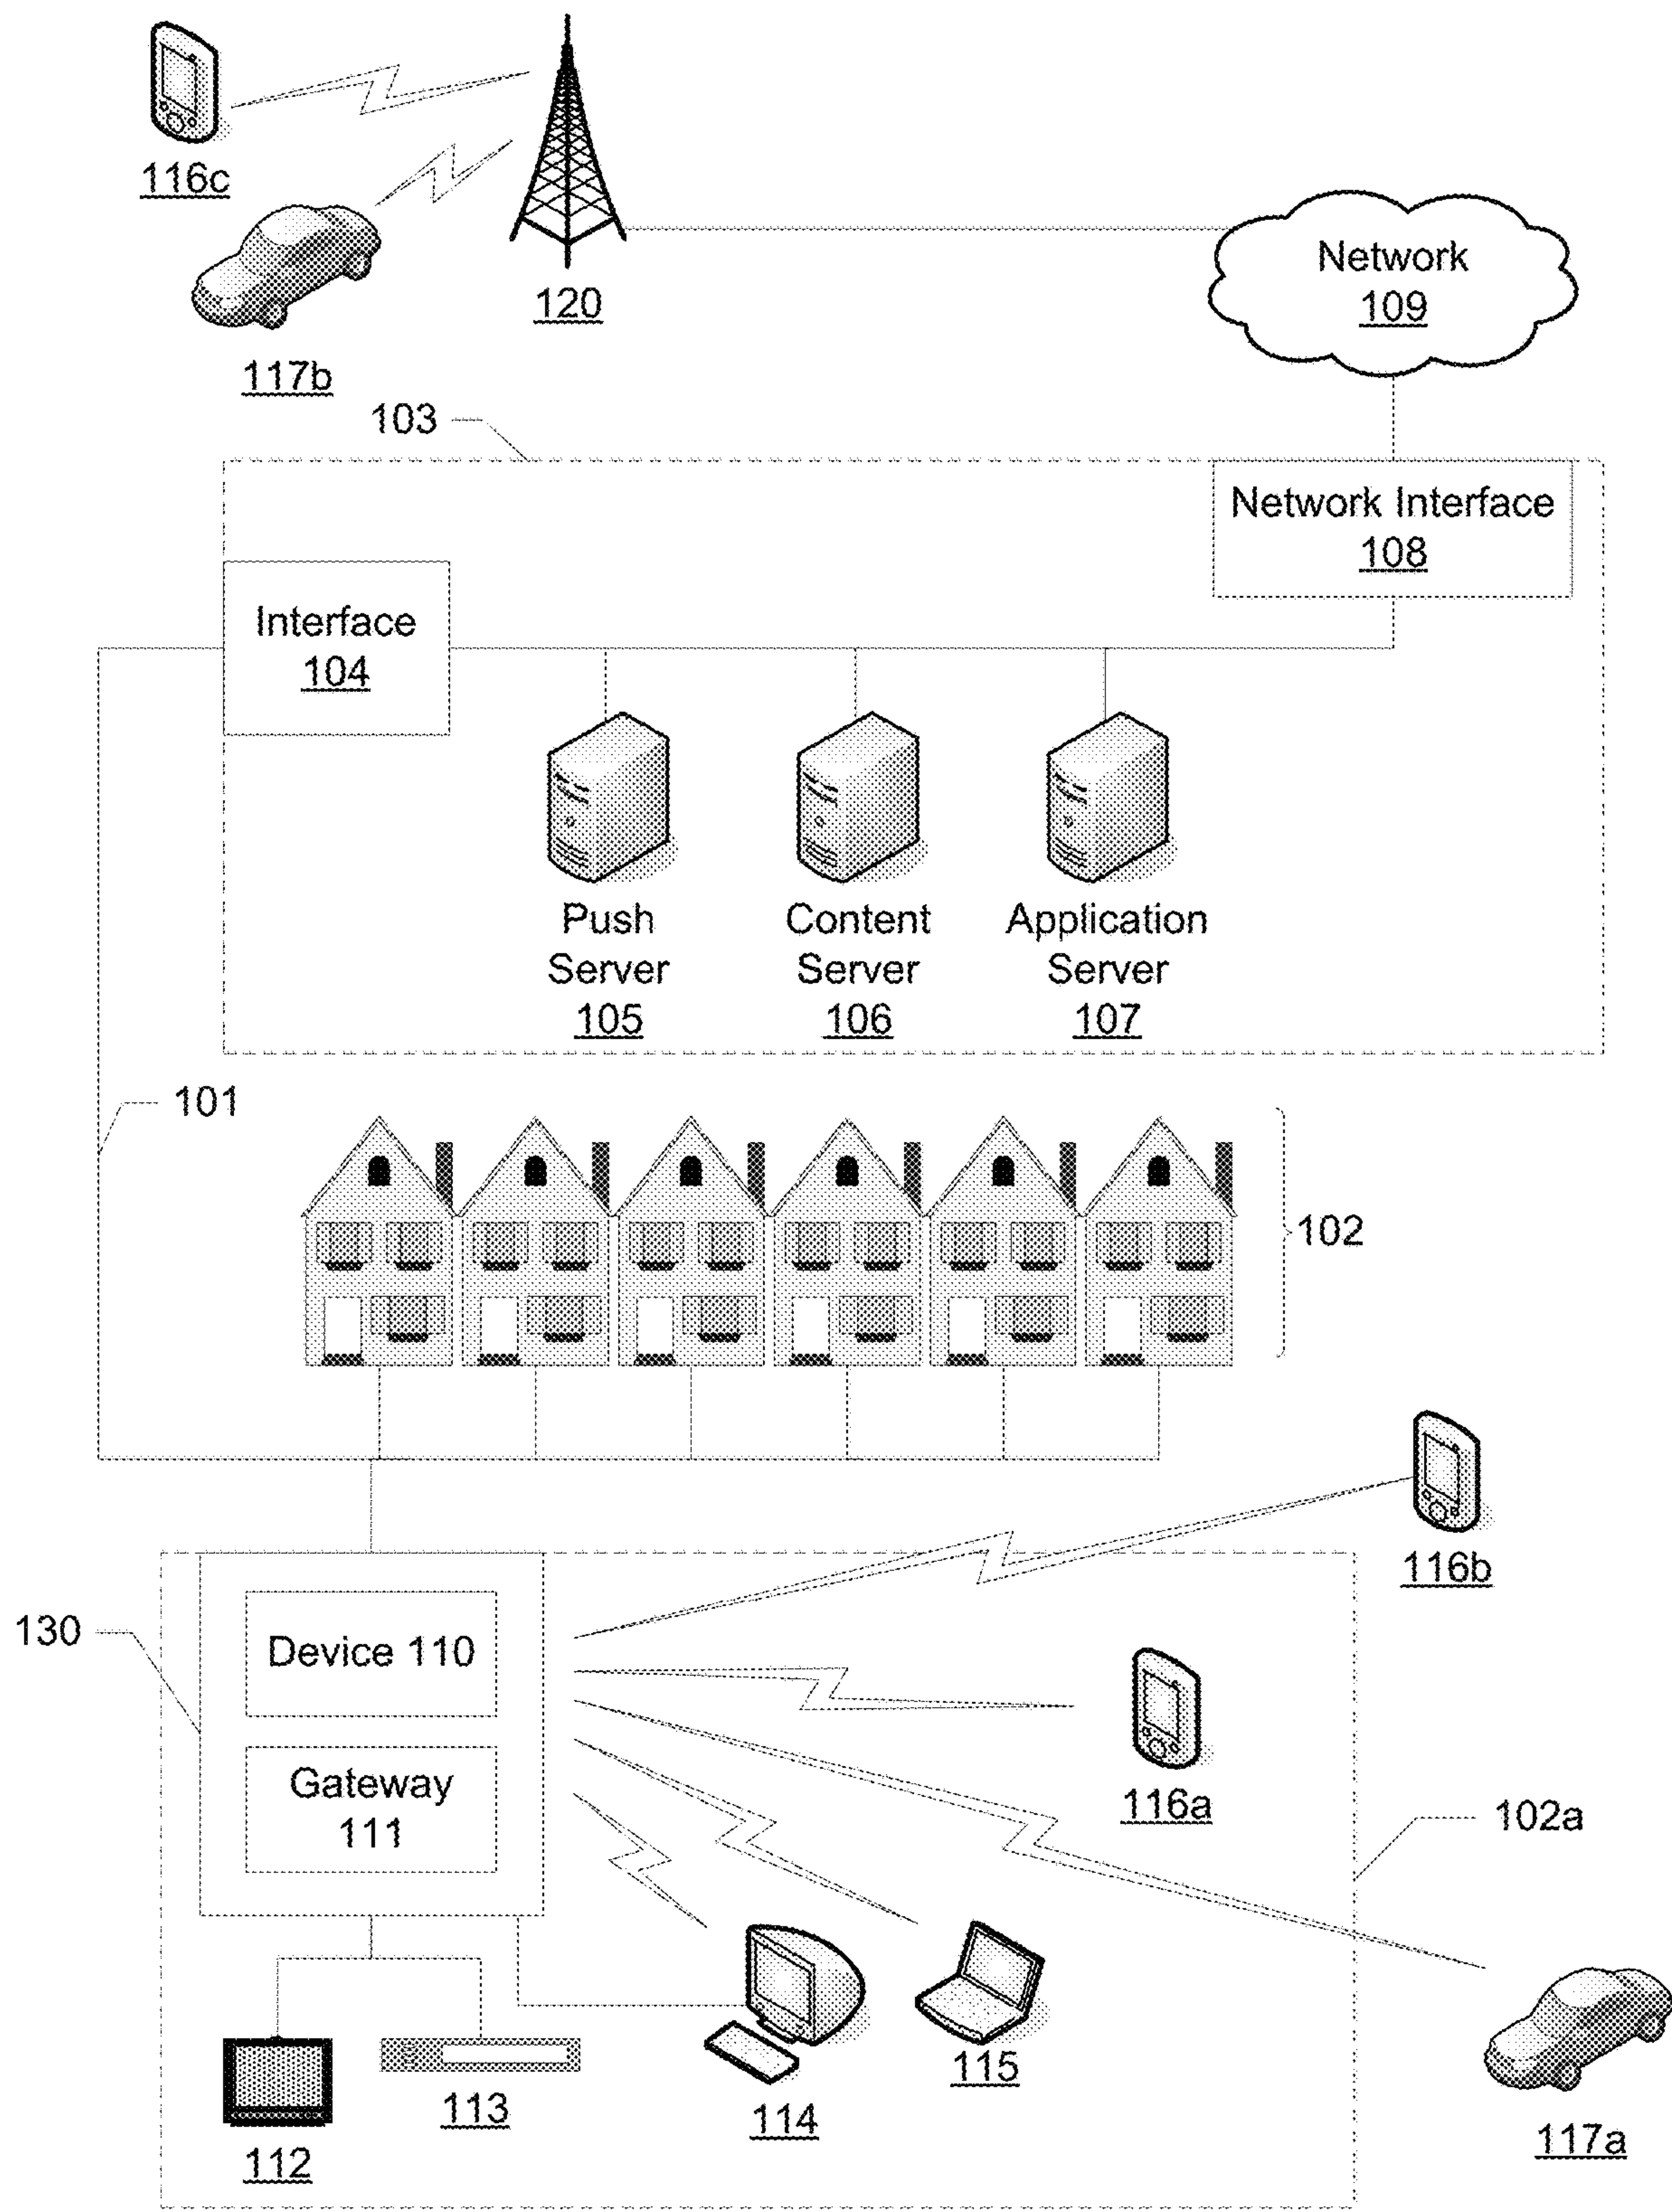 116c
120
Network
109
117b
103
Network Interface
108
Interface
104
Push
Server
105
Content
Server
106
Application
Server
107
101
102
116b
130
Device 110
116a
Gateway
111
102a
115
113
114
117a
112